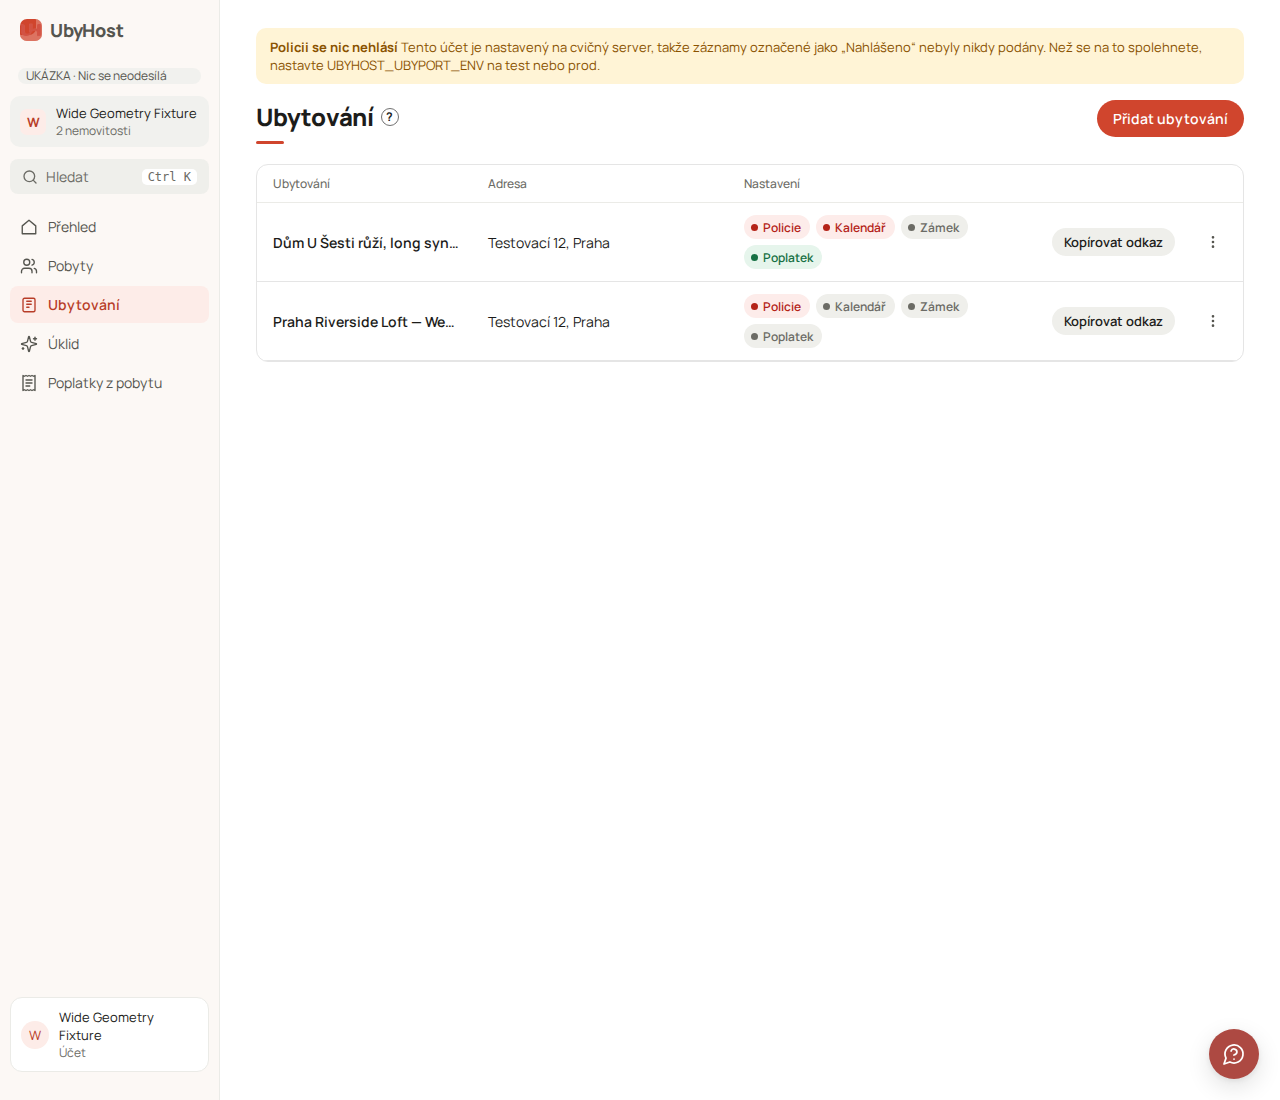 UbyHost
UKÁZKA · Nic se neodesílá
W
Wide Geometry Fixture
2 nemovitosti
Hledat
Ctrl K
Přehled
Pobyty
Ubytování
Úklid
Poplatky z pobytu
W
Wide Geometry
Fixture
Účet
Policii se nic nehlásí Tento účet je nastavený na cvičný server, takže záznamy označené jako „Nahlášeno“ nebyly nikdy podány. Než se na to spolehnete,
nastavte UBYHOST_UBYPORT_ENV na test nebo prod.
Ubytování
?
Přidat ubytování
Ubytování
Adresa
Nastavení
Dům U Šesti růží, long syn…
Testovací 12, Praha
Policie
Kalendář
Zámek
Poplatek
Kopírovat odkaz
Praha Riverside Loft — We…
Testovací 12, Praha
Policie
Kalendář
Zámek
Poplatek
Kopírovat odkaz